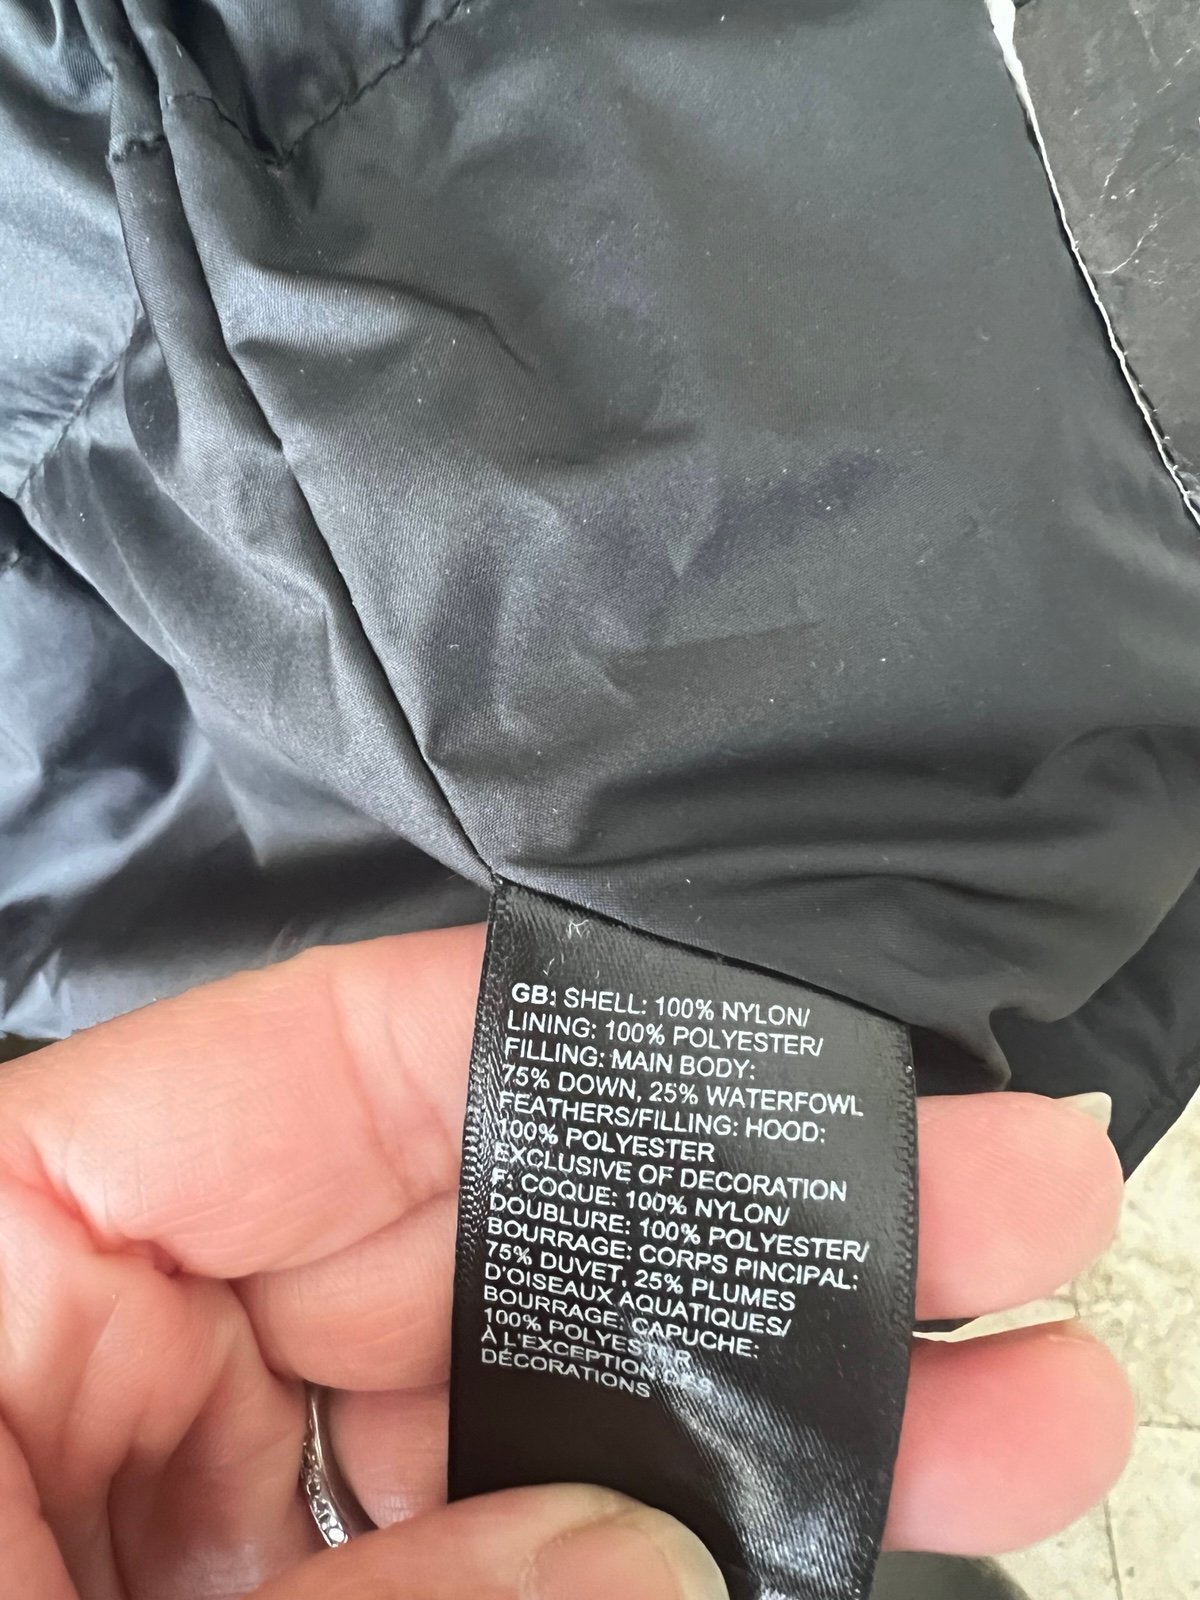 GB: SHELL: 100% NYLON/
LINING: 100% POLYESTER/
FILLING: MAIN BODY:
75% DOWN, 25% WATERFOWL
FEATHERS/FILLING: HOOD:
100% POLYESTER
EXCLUSIVE OF DECORATION
F: COQUE: 100% NYLON/
DOUBLURE: 100% POLYESTER/
BOURRAGE: CORPS PINCIPAL:
75% DUVET, 25% PLUMES
D'OISEAUX AQUATIQUES/
BOURRAGE, CAPUCHE:
100% POLYESTER
À L'EXCEPTION DES
DÉCORATIONS